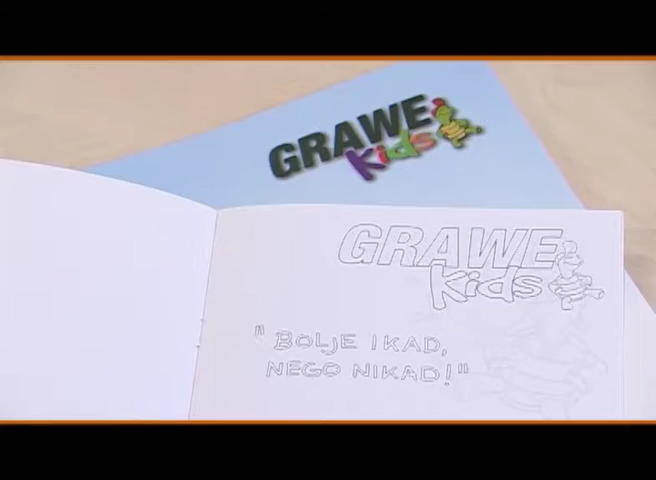 GRAWE
Kids
GRAWE
Kids
"BOLJE IKAD,
NEGO NIKAD!"